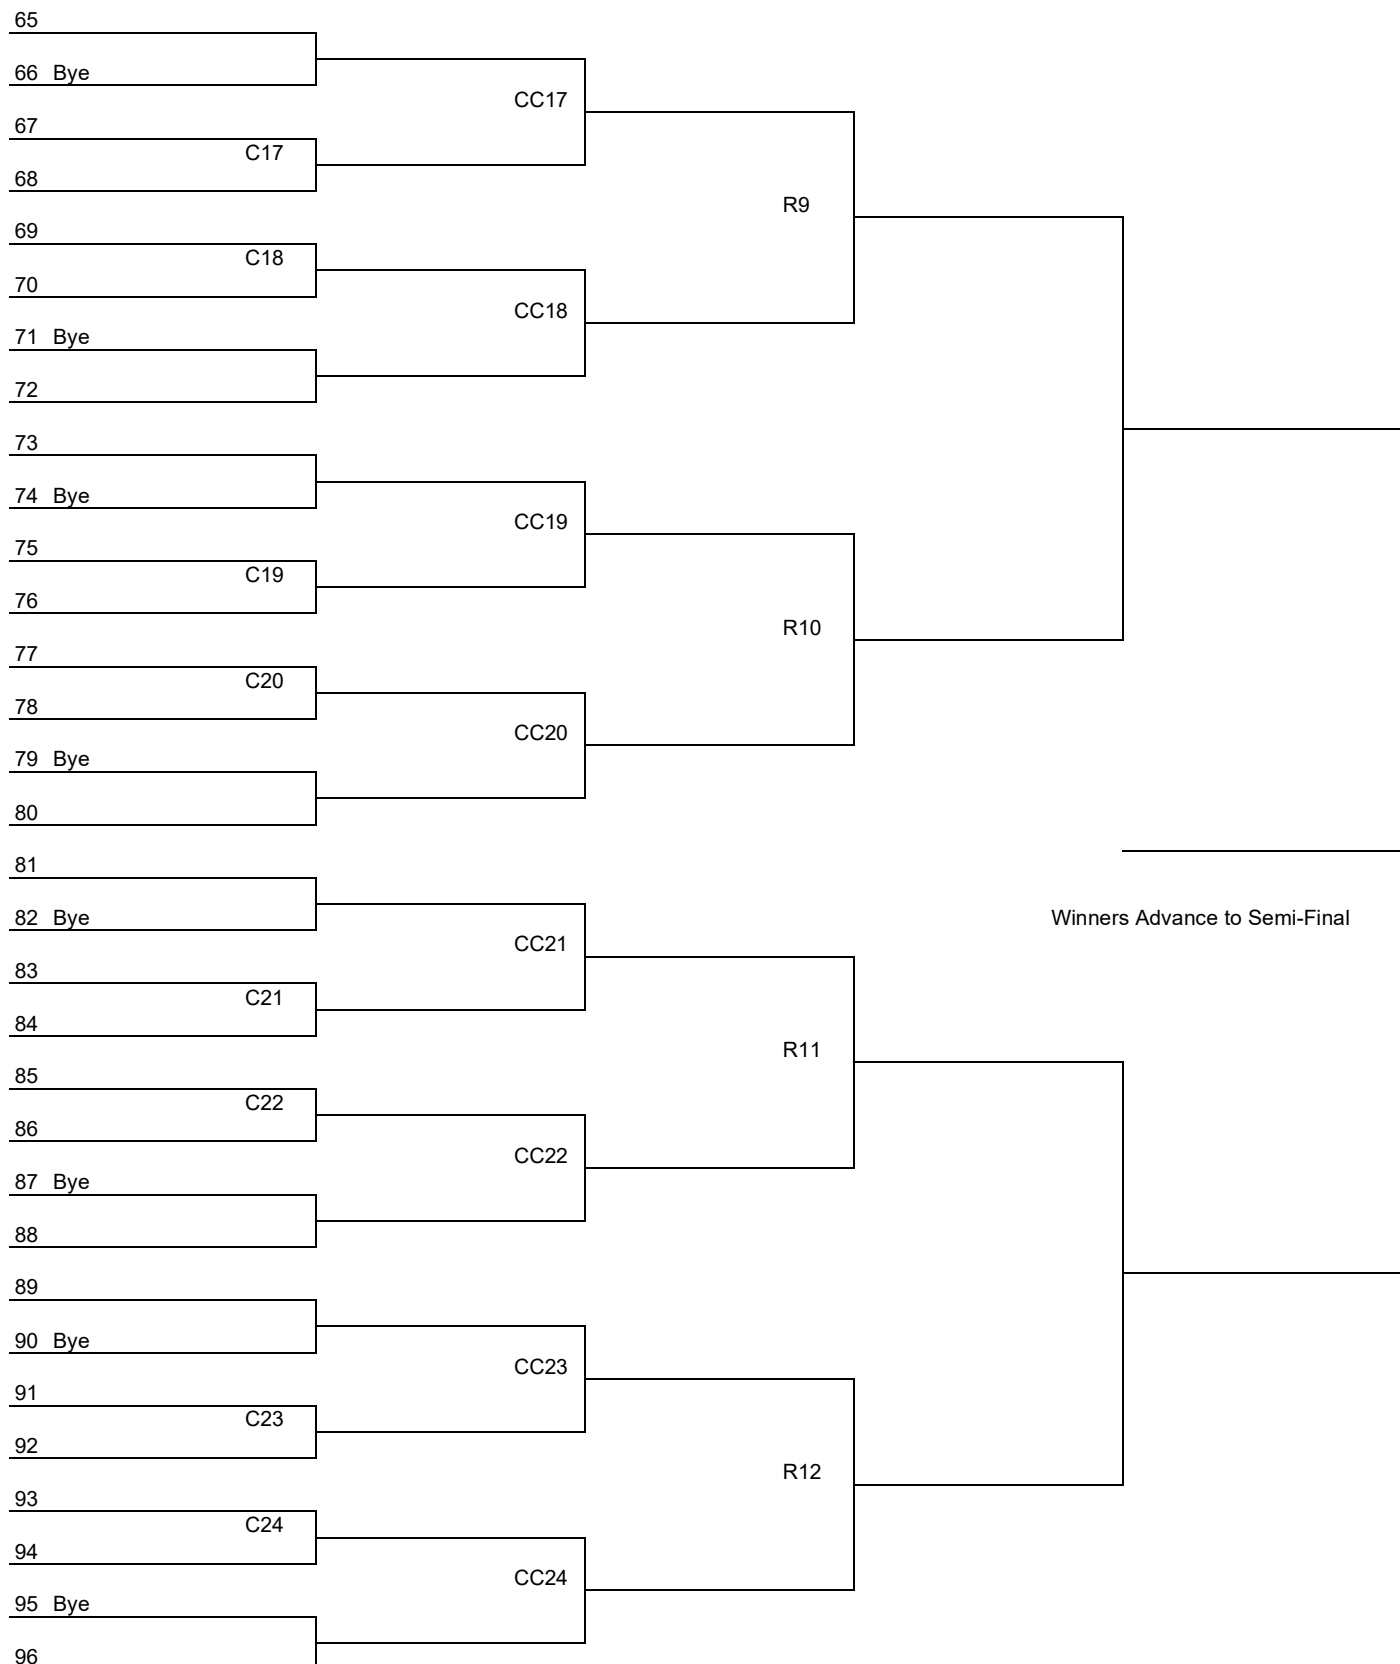 65
66 Bye
CC17
67
C17
68
R9
69
C18
70
CC18
71 Bye
72
73
74 Bye
CC19
75
C19
76
R10
77
C20
78
CC20
79 Bye
80
81
82 Bye
Winners Advance to Semi-Final
CC21
83
C21
84
R11
85
C22
86
CC22
87 Bye
88
89
90 Bye
CC23
91
C23
92
R12
93
C24
94
CC24
95 Bye
96